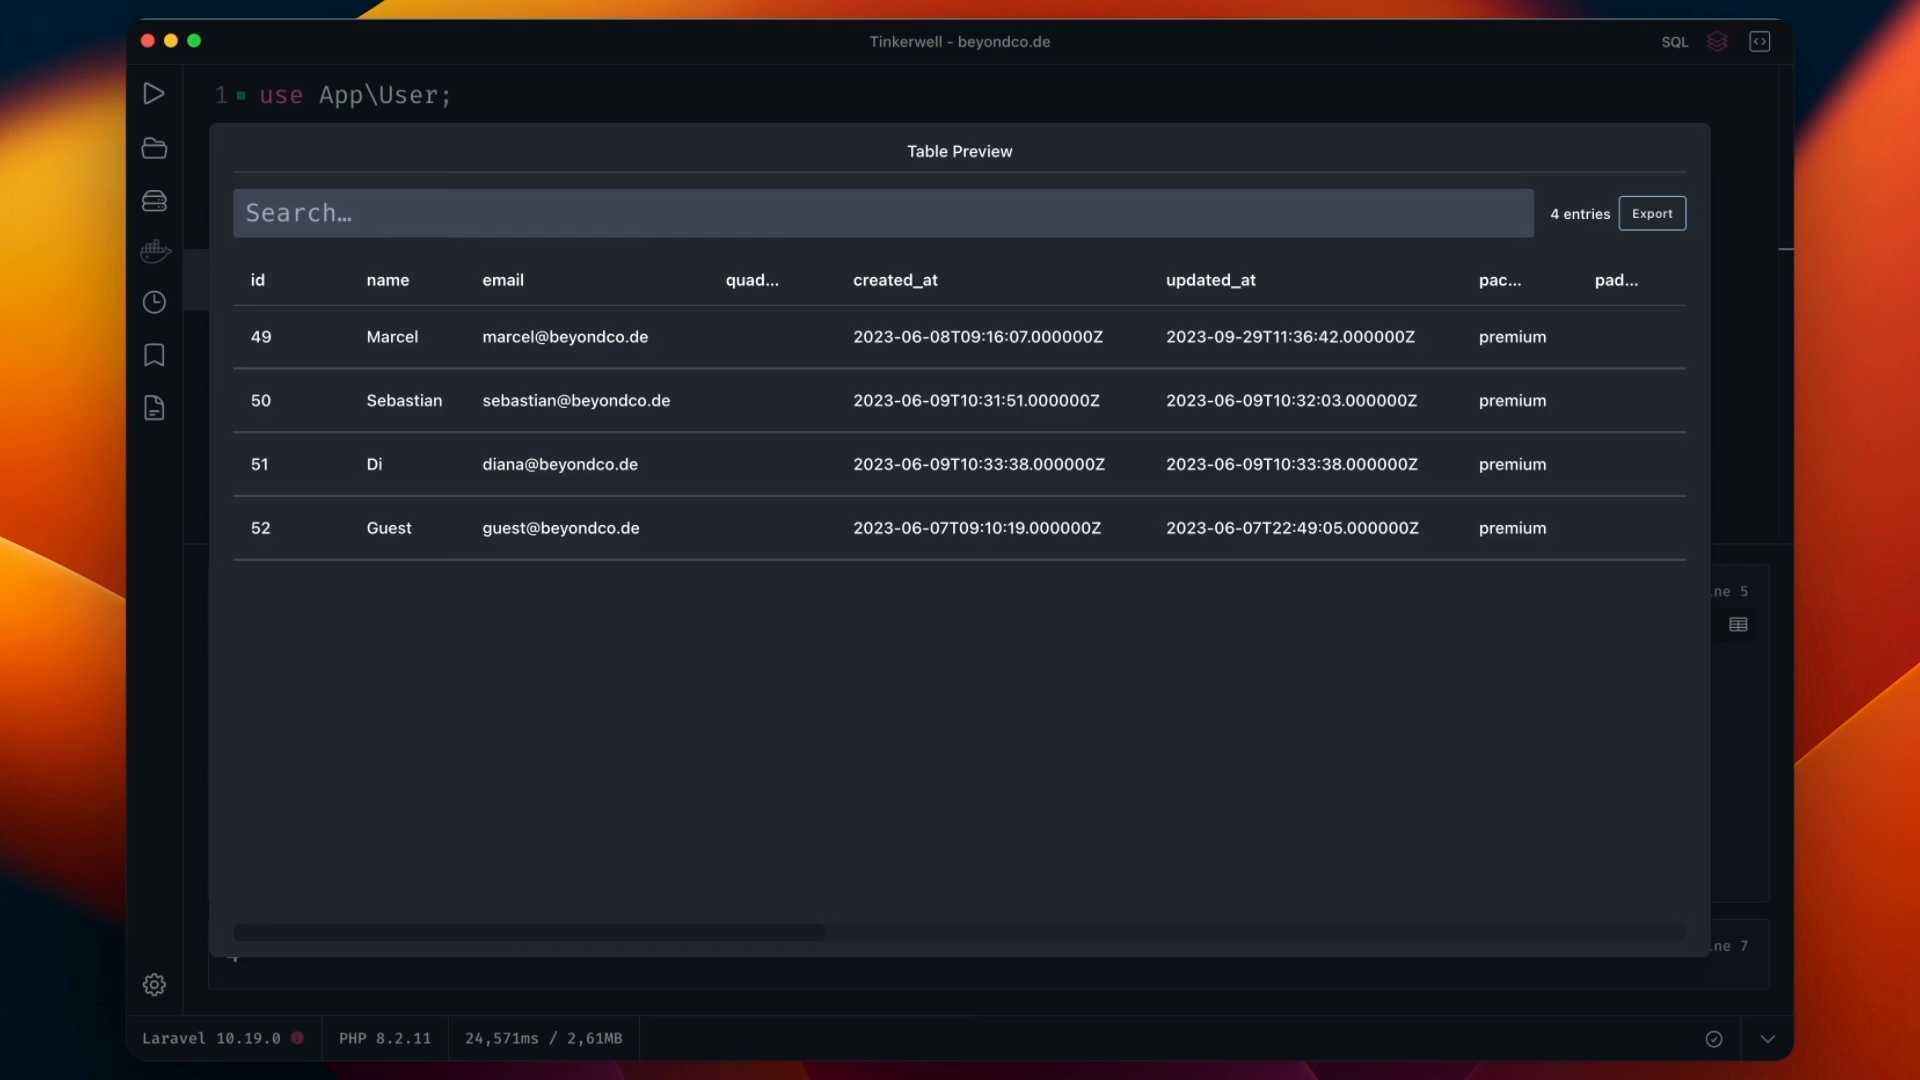 Tinkerwell - beyondco.de
SQL
1 use App\User;
Table Preview
Search…
4 entries Export
id name email quad... created_at updated_at pac... pad...
49 Marcel marcel@beyondco.de 2023-06-08T09:16:07.000000Z 2023-09-29T11:36:42.000000Z premium
50 Sebastian sebastian@beyondco.de 2023-06-09T10:31:51.000000Z 2023-06-09T10:32:03.000000Z premium
51 Di diana@beyondco.de 2023-06-09T10:33:38.000000Z 2023-06-09T10:33:38.000000Z premium
52 Guest guest@beyondco.de 2023-06-07T09:10:19.000000Z 2023-06-07T22:49:05.000000Z premium
ne 5
ne 7
Laravel 10.19.0 PHP 8.2.11 24,571ms / 2,61MB